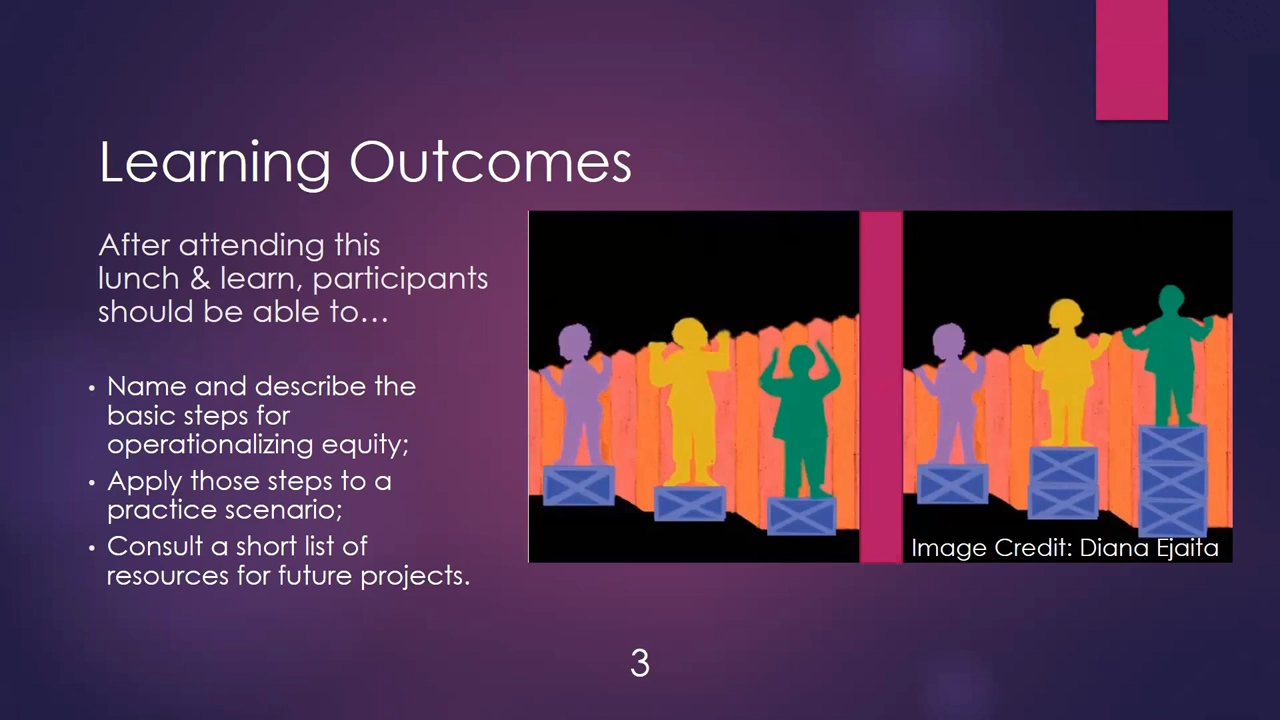 Learning Outcomes
After attending this
lunch & learn, participants
should be able to…
• Name and describe the
basic steps for
operationalizing equity;
• Apply those steps to a
practice scenario;
• Consult a short list of
resources for future projects.
Image Credit: Diana Ejaita
3